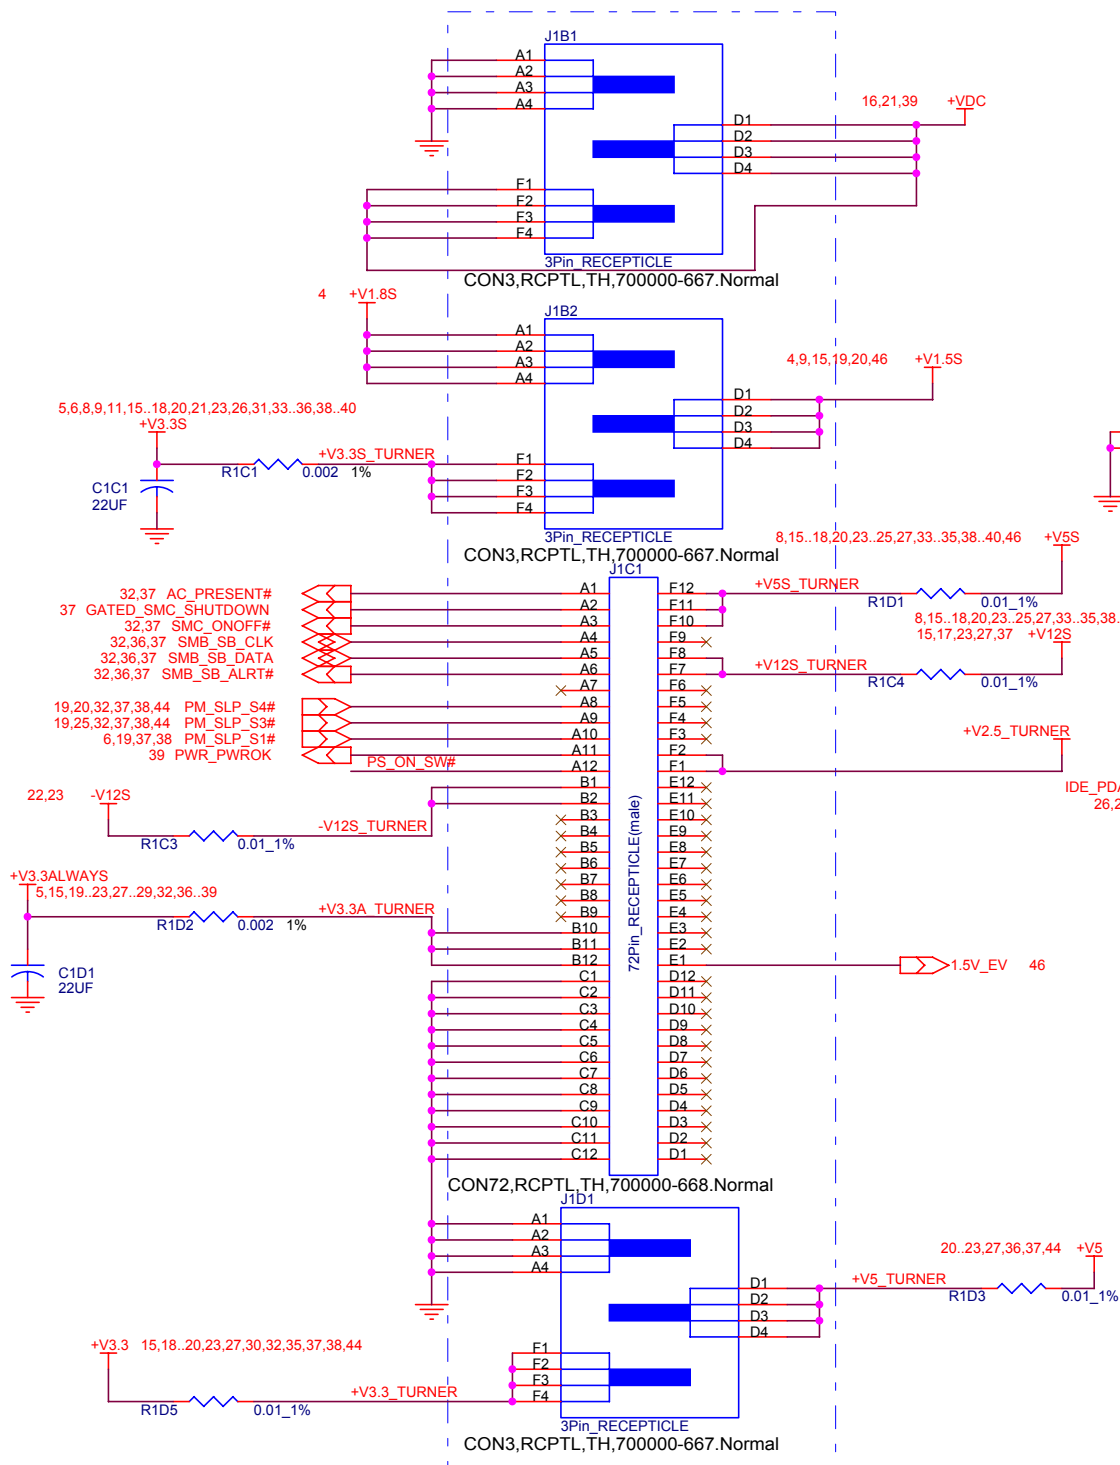 J1B1
A1
A2
A3
A4
16,21,39 +VDC
D1
D2
D3
D4
F1
F2
F3
F4
3Pin_RECEPTICLE
CON3,RCPTL,TH,700000-667.Normal
4 +V1.8S
J1B2
A1
A2
A3
A4
4,9,15,19,20,46 +V1.5S
D1
D2
D3
D4
5,6,8,9,11,15..18,20,21,23,26,31,33..36,38..40
+V3.3S
+V3.3S_TURNER
R1C1 0.002 1%
C1C1
22UF
F1
F2
F3
F4
3Pin_RECEPTICLE
CON3,RCPTL,TH,700000-667.Normal
8,15..18,20,23..25,27,33..35,38..40,46 +V5S
J1C1
32,37 AC_PRESENT# A1 F12 +V5S_TURNER
37 GATED_SMC_SHUTDOWN A2 F11 R1D1 0.01_1%
32,37 SMC_ONOFF# A3 F10 8,15..18,20,23..25,27,33..35,38.
32,36,37 SMB_SB_CLK A4 F9 15,17,23,27,37 +V12S
32,36,37 SMB_SB_DATA A5 F8 +V12S_TURNER
32,36,37 SMB_SB_ALRT# A6 F7 R1C4 0.01_1%
A7 F6
19,20,32,37,38,44 PM_SLP_S4# A8 F5
19,25,32,37,38,44 PM_SLP_S3# A9 F4
6,19,37,38 PM_SLP_S1# A10 F3 +V2.5_TURNER
39 PWR_PWROK A11 F2
PS_ON_SW# A12 F1
22,23 -V12S B1 E12 IDE_PDA
B2 E11 26,2
B3 E10
-V12S_TURNER B4 E9
R1C3 0.01_1% B5 E8
B6 E7
+V3.3ALWAYS B7 E6
5,15,19..23,27..29,32,36..39 B8 E5
+V3.3A_TURNER B9 E4
R1D2 0.002 1% B10 E3
B11 E2
B12 E1 1.5V_EV 46
C1D1
22UF
C1 D12
C2 D11
C3 D10
C4 D9
C5 D8
C6 D7
C7 D6
C8 D5
C9 D4
C10 D3
C11 D2
C12 D1
72Pin_RECEPTICLE(male)
CON72,RCPTL,TH,700000-668.Normal
J1D1
A1
A2
A3
A4
20..23,27,36,37,44 +V5
+V5_TURNER
R1D3 0.01_1%
D1
D2
D3
D4
+V3.3 15,18..20,23,27,30,32,35,37,38,44
+V3.3_TURNER
R1D5 0.01_1%
F1
F2
F3
F4
3Pin_RECEPTICLE
CON3,RCPTL,TH,700000-667.Normal